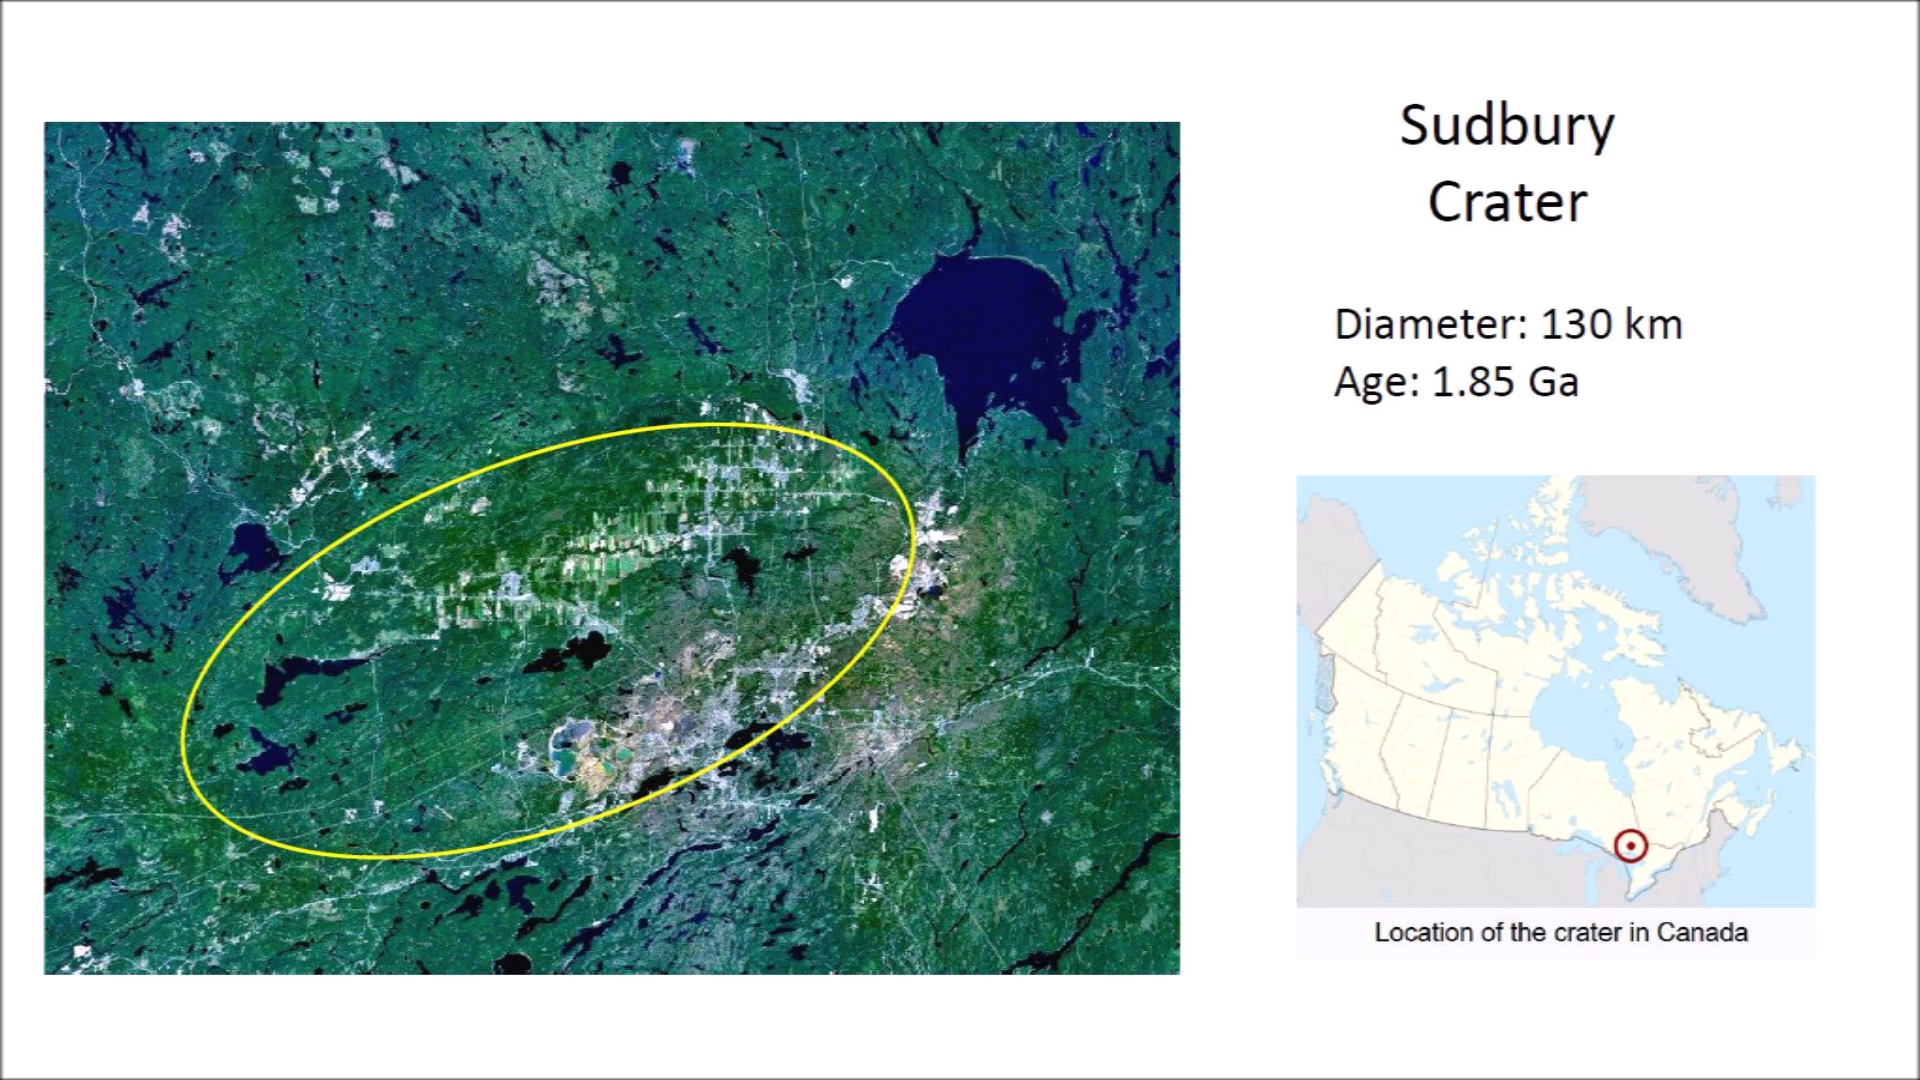 Sudbury
Crater
Diameter: 130 km
Age: 1.85 Ga
Location of the crater in Canada